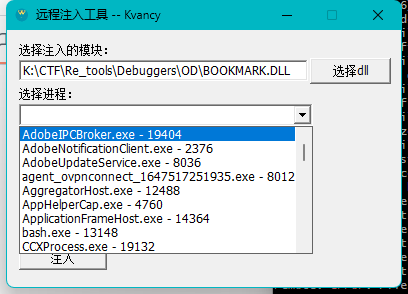 远程注入工具 -- Kvancy
选择注入的模块:
K:\CTF\Re_tools\Debuggers\OD\BOOKMARK.DLL
选择dll
选择进程:
AdobeIPCBroker.exe - 19404
AdobeNotificationClient.exe - 2376
AdobeUpdateService.exe - 8036
agent_ovpnconnect_1647517251935.exe - 8012
AggregatorHost.exe - 12488
AppHelperCap.exe - 4760
ApplicationFrameHost.exe - 14364
bash.exe - 13148
CCXProcess.exe - 19132
注入